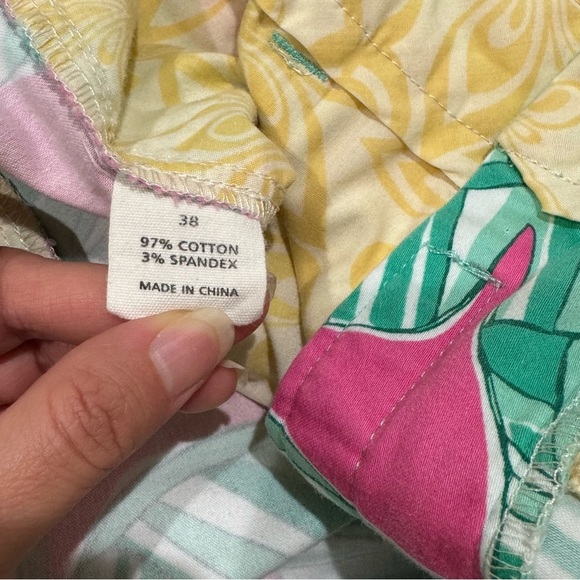 38
97% COTTON
3% SPANDEX
MADE IN CHINA